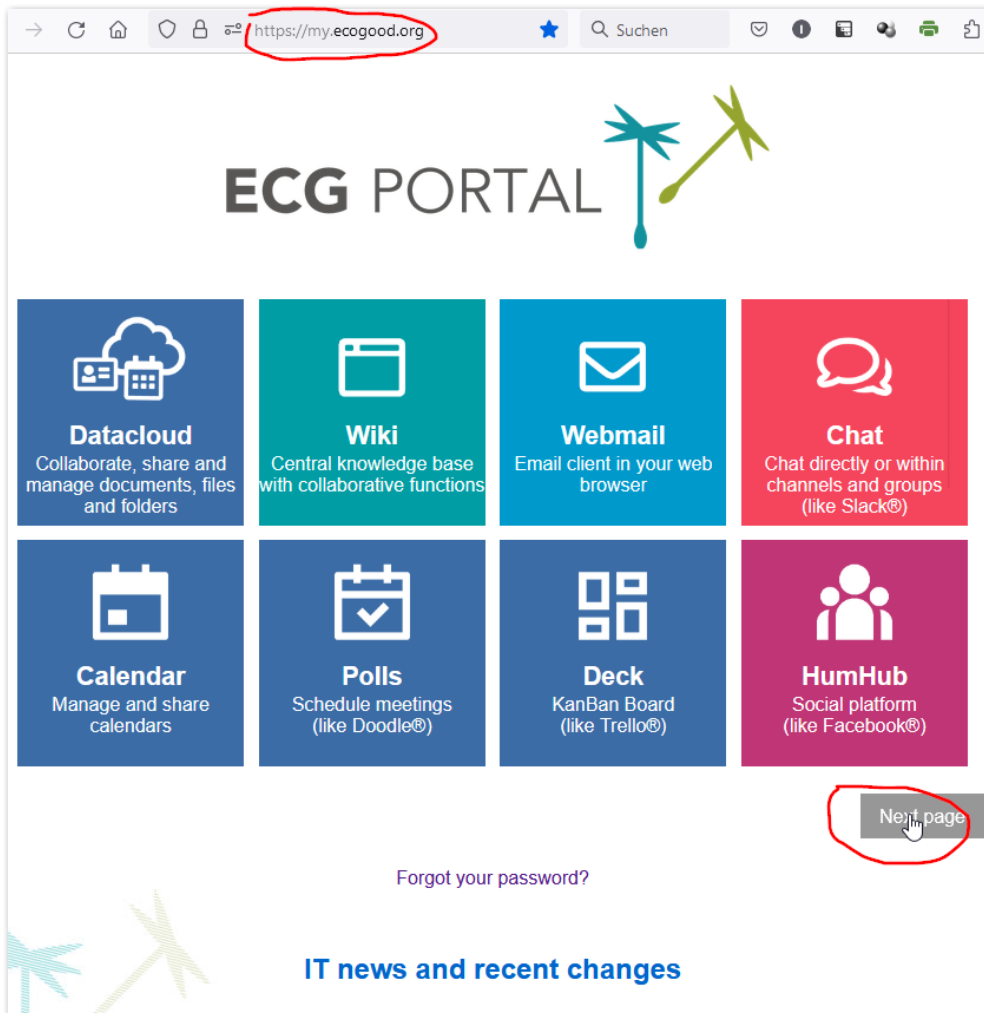 https://my.ecogood.org
Suchen
ECG PORTAL
Datacloud
Collaborate, share and
manage documents, files
and folders
Wiki
Central knowledge base
with collaborative functions
Webmail
Email client in your web
browser
Chat
Chat directly or within
channels and groups
(like Slack®)
Calendar
Manage and share
calendars
Polls
Schedule meetings
(like Doodle®)
Deck
KanBan Board
(like Trello®)
HumHub
Social platform
(like Facebook®)
Next page
Forgot your password?
IT news and recent changes